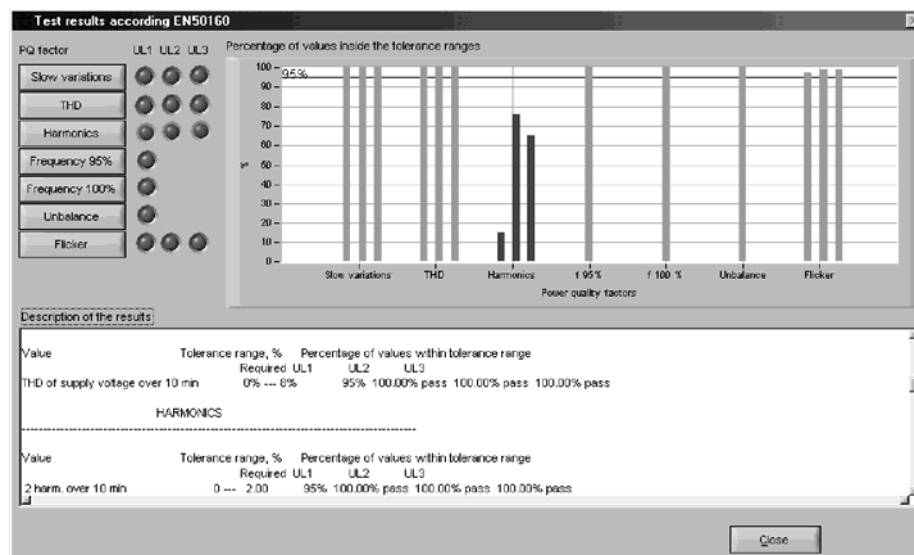 Test results according EN50160
PQ factor UL1 UL2 UL3
Slow variations
THD
Harmonics
Frequency 95%
Frequency 100%
Unbalance
Flicker
Percentage of values inside the tolerance ranges
95%
100
90
80
70
60
50
40
30
20
10
0
%
Slow variations THD Harmonics f 95% f 100 % Unbalance Flicker
Power quality factors
Description of the results
Value Tolerance range, % Percentage of values within tolerance range
Required UL1 UL2 UL3
THD of supply voltage over 10 min 0% --- 8% 95% 100.00% pass 100.00% pass 100.00% pass
HARMONICS
Value Tolerance range, % Percentage of values within tolerance range
Required UL1 UL2 UL3
2 harm. over 10 min 0 --- 2.00 95% 100.00% pass 100.00% pass 100.00% pass
Close